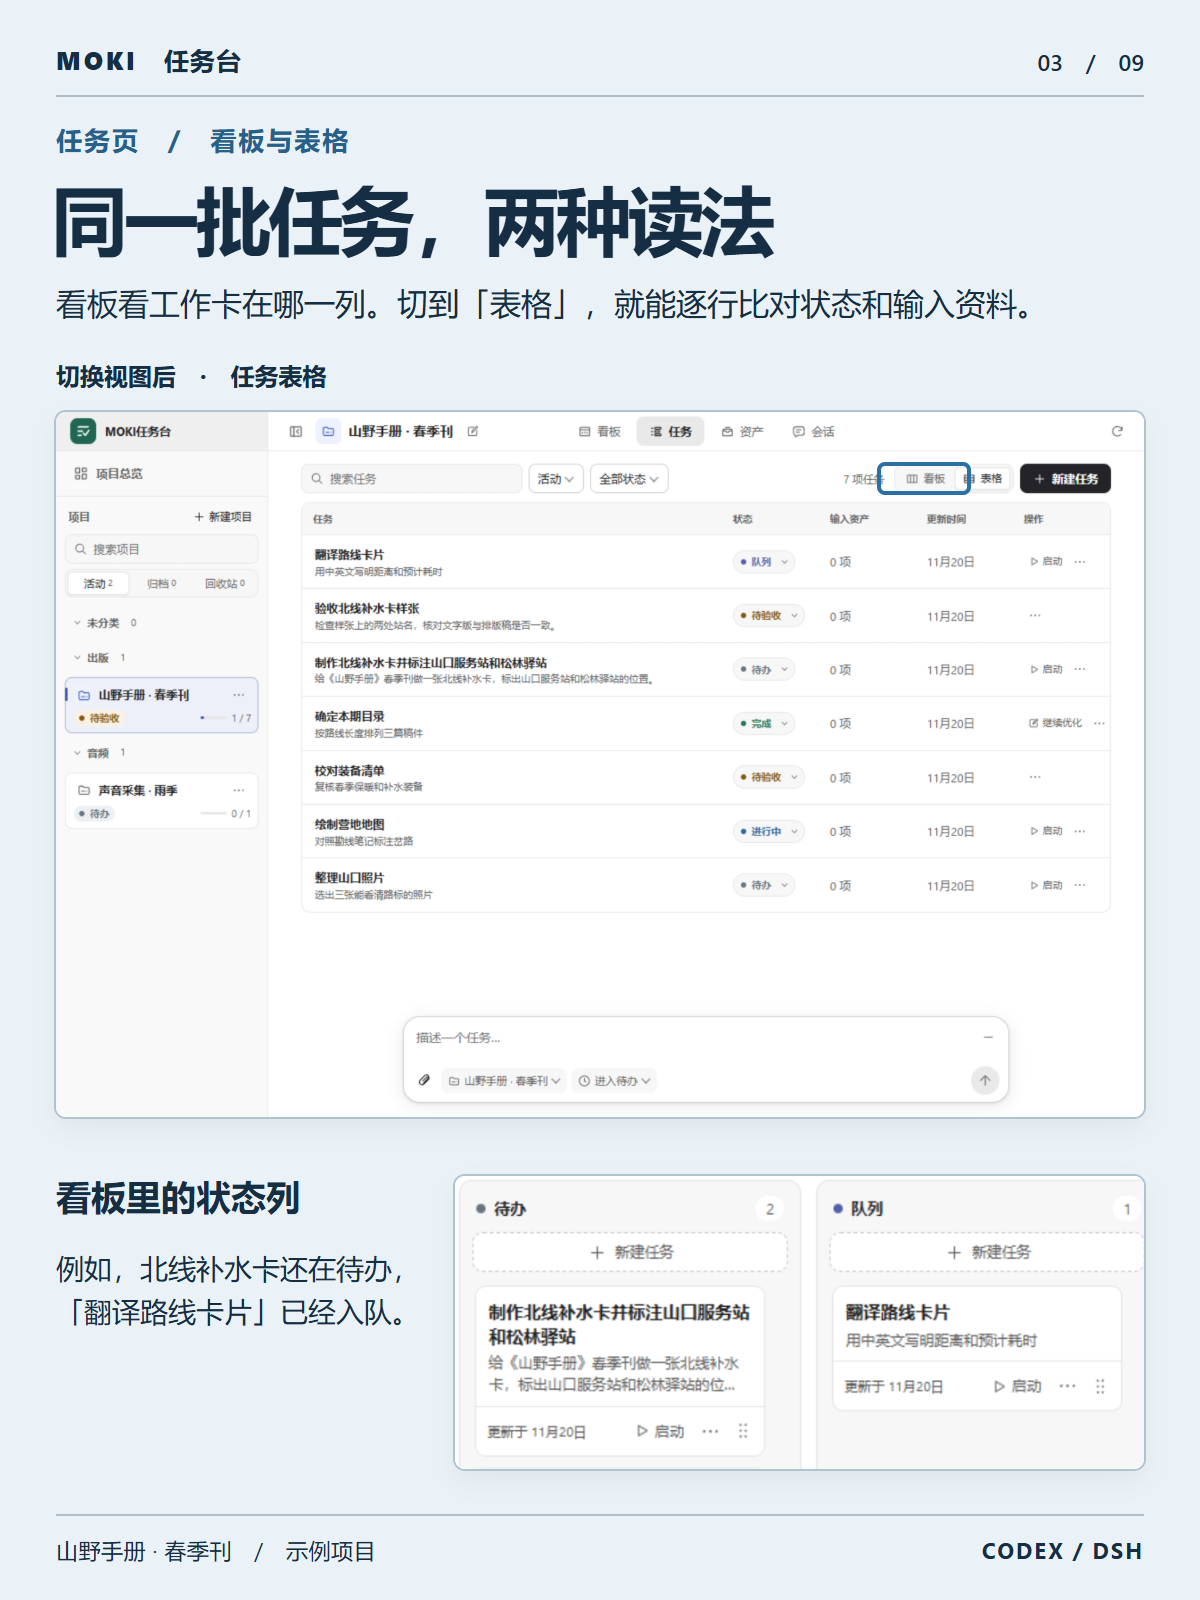 MOKI 任务台
03 / 09
任务页 / 看板与表格
同一批任务，两种读法
看板看工作卡在哪一列。切到「表格」，就能逐行比对状态和输入资料。
切换视图后 · 任务表格
MOKI任务台
项目总览
项目
+ 新建项目
搜索项目
活动 2 归档 0 回收站 0
未分类 0
出版 1
山野手册 · 春季刊 ...
待验收 1 / 7
音频 1
声音采集 · 雨季 ...
待办 0 / 1
山野手册 · 春季刊
看板 任务 资产 会话
搜索任务 活动 全部状态 7 项任务 看板 表格 + 新建任务
任务 状态 输入资产 更新时间 操作
翻译路线卡片
用中英文写明距离和预计耗时
队列 0 项 11月20日 启动 ...
验收北线补水卡样张
检查样张上的两处站名，核对文字版与排版稿是否一致。
待验收 0 项 11月20日 ...
制作北线补水卡并标注山口服务站和松林驿站
给《山野手册》春季刊做一张北线补水卡，标出山口服务站和松林驿站的位置。
待办 0 项 11月20日 启动 ...
确定本期目录
按路线长度排列三篇稿件
完成 0 项 11月20日 继续优化 ...
校对装备清单
复核春季保暖和补水装备
待验收 0 项 11月20日 ...
绘制营地地图
对照勘线笔记标注岔路
进行中 0 项 11月20日 启动 ...
整理山口照片
选出三张能看清路标的照片
待办 0 项 11月20日 启动 ...
描述一个任务...
山野手册 · 春季刊 进入待办
看板里的状态列
例如，北线补水卡还在待办，
「翻译路线卡片」已经入队。
待办 2
+ 新建任务
制作北线补水卡并标注山口服务站
和松林驿站
给《山野手册》春季刊做一张北线补水
卡，标出山口服务站和松林驿站的位...
更新于 11月20日 启动 ...
队列 1
+ 新建任务
翻译路线卡片
用中英文写明距离和预计耗时
更新于 11月20日 启动 ...
山野手册 · 春季刊 / 示例项目
CODEX / DSH